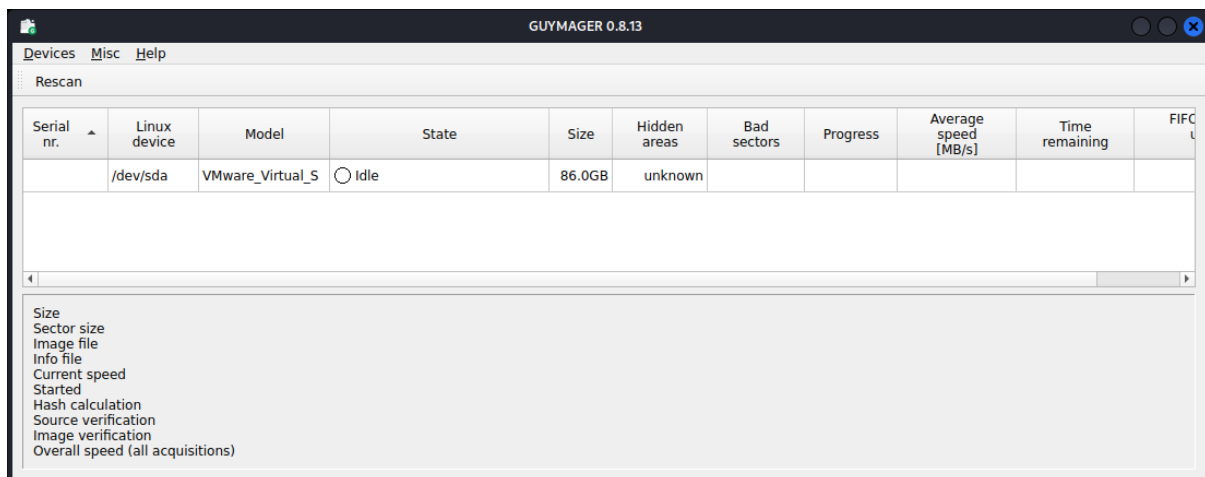 GUYMAGER 0.8.13
Devices Misc Help
Rescan
Serial nr. Linux device Model State Size Hidden areas Bad sectors Progress Average speed [MB/s] Time remaining
/dev/sda VMware_Virtual_S Idle 86.0GB unknown
Size
Sector size
Image file
Info file
Current speed
Started
Hash calculation
Source verification
Image verification
Overall speed (all acquisitions)